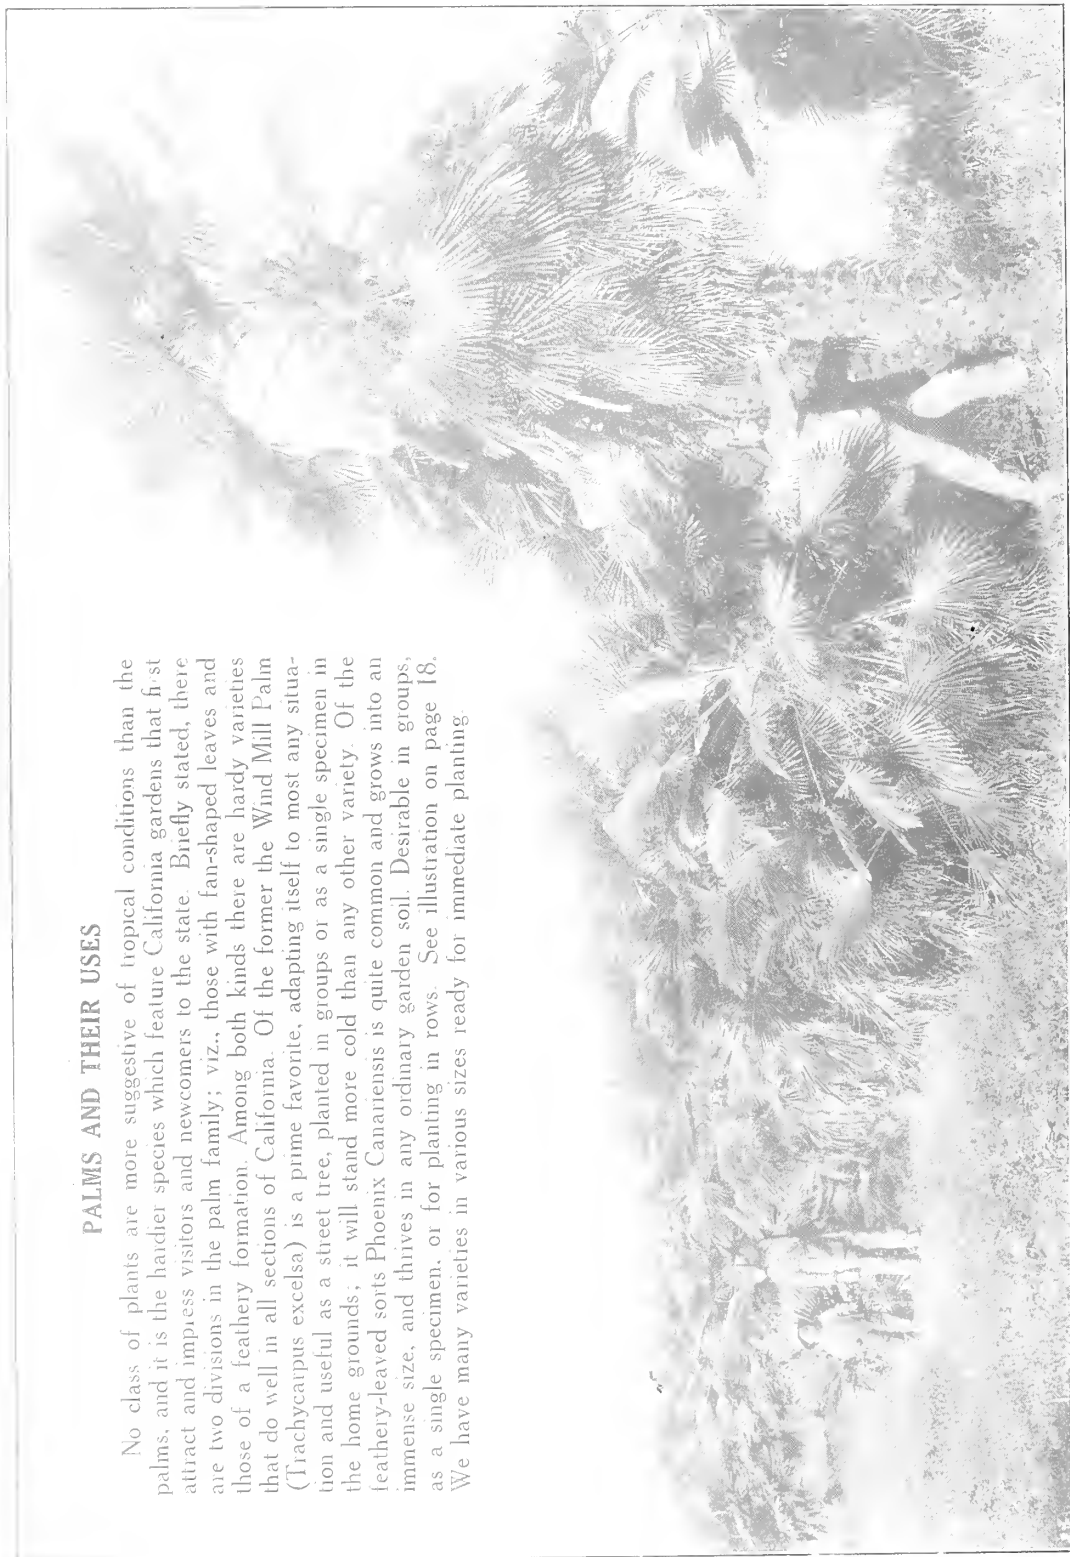 PALMS AND THEIR USES
No class of plants are more suggestive of tropical conditions than the
palms, and it is the hardier species which feature California gardens that first
attract and impress visitors and newcomers to the state. Briefly stated, there
are two divisions in the palm family; viz., those with fan-shaped leaves and
those of a feathery formation. Among both kinds there are hardy varieties
that do well in all sections of California. Of the former the Wind Mill Palm
(Trachycarpus excelsa) is a prime favorite, adapting itself to most any situa-
tion and useful as a street tree, planted in groups or as a single specimen in
the home grounds; it will stand more cold than any other variety. Of the
feathery-leaved sorts Phoenix Canariensis is quite common and grows into an
immense size, and thrives in any ordinary garden soil. Desirable in groups,
as a single specimen, or for planting in rows. See illustration on page 18.
We have many varieties in various sizes ready for immediate planting.